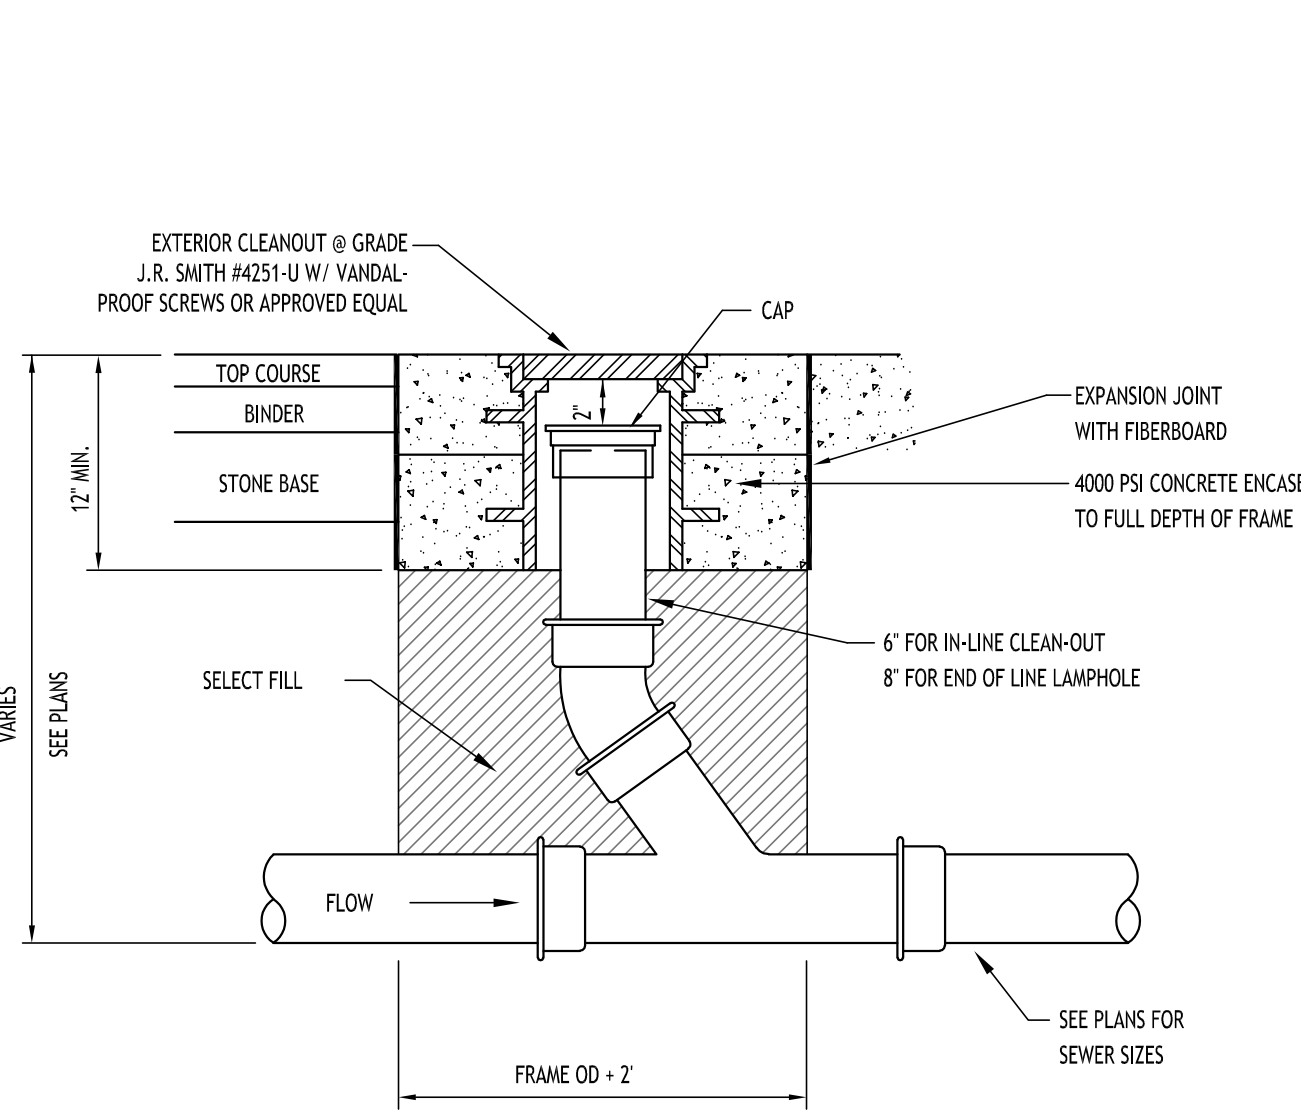 EXTERIOR CLEANOUT @ GRADE
J.R. SMITH #4251-U W/ VANDAL-
PROOF SCREWS OR APPROVED EQUAL
CAP
TOP COURSE
BINDER
STONE BASE
12" MIN.
2"
EXPANSION JOINT
WITH FIBERBOARD
4000 PSI CONCRETE ENCASE
TO FULL DEPTH OF FRAME
6" FOR IN-LINE CLEAN-OUT
8" FOR END OF LINE LAMPHOLE
SELECT FILL
VARIES
SEE PLANS
FLOW
SEE PLANS FOR
SEWER SIZES
FRAME OD + 2'